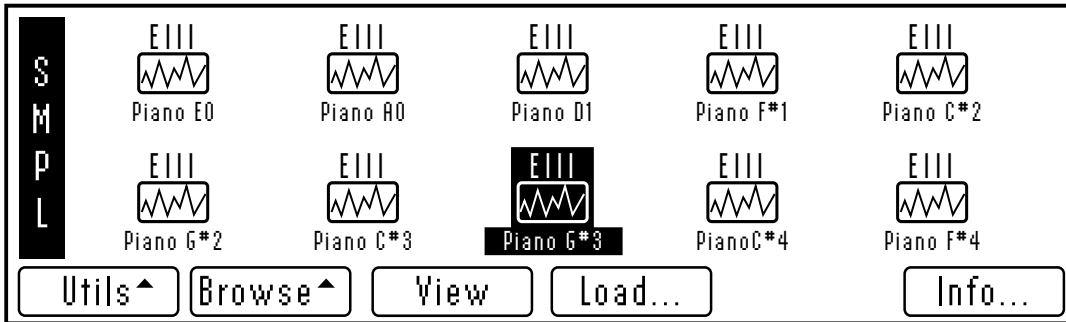 SMPL
EIII EIII EIII EIII EIII
Piano E0 Piano A0 Piano D1 Piano F#1 Piano C#2
EIII EIII EIII EIII EIII
Piano G#2 Piano C#3 Piano G#3 PianoC#4 Piano F#4
Utils Browse View Load... Info...